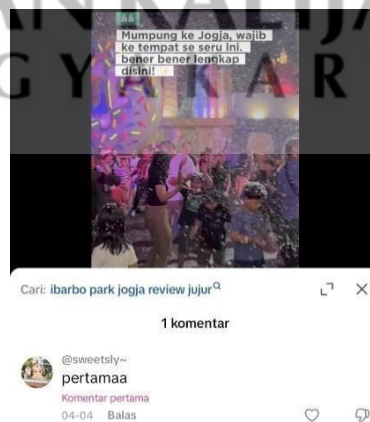 Mumpung ke Jogja, wajib
ke tempat se seru ini.
bener bener lengkap
disini!
Cari: ibarbo park jogja review jujur
1 komentar
@sweetsly~
pertamaa
Komentar pertama
04-04 Balas